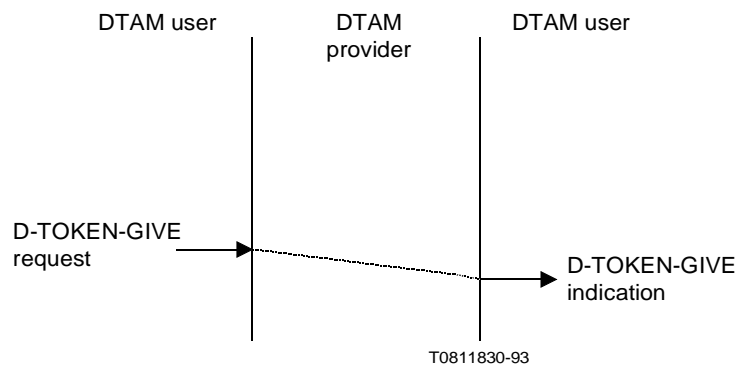 DTAM user
DTAM
provider
DTAM user
D-TOKEN-GIVE
request
D-TOKEN-GIVE
indication
T0811830-93